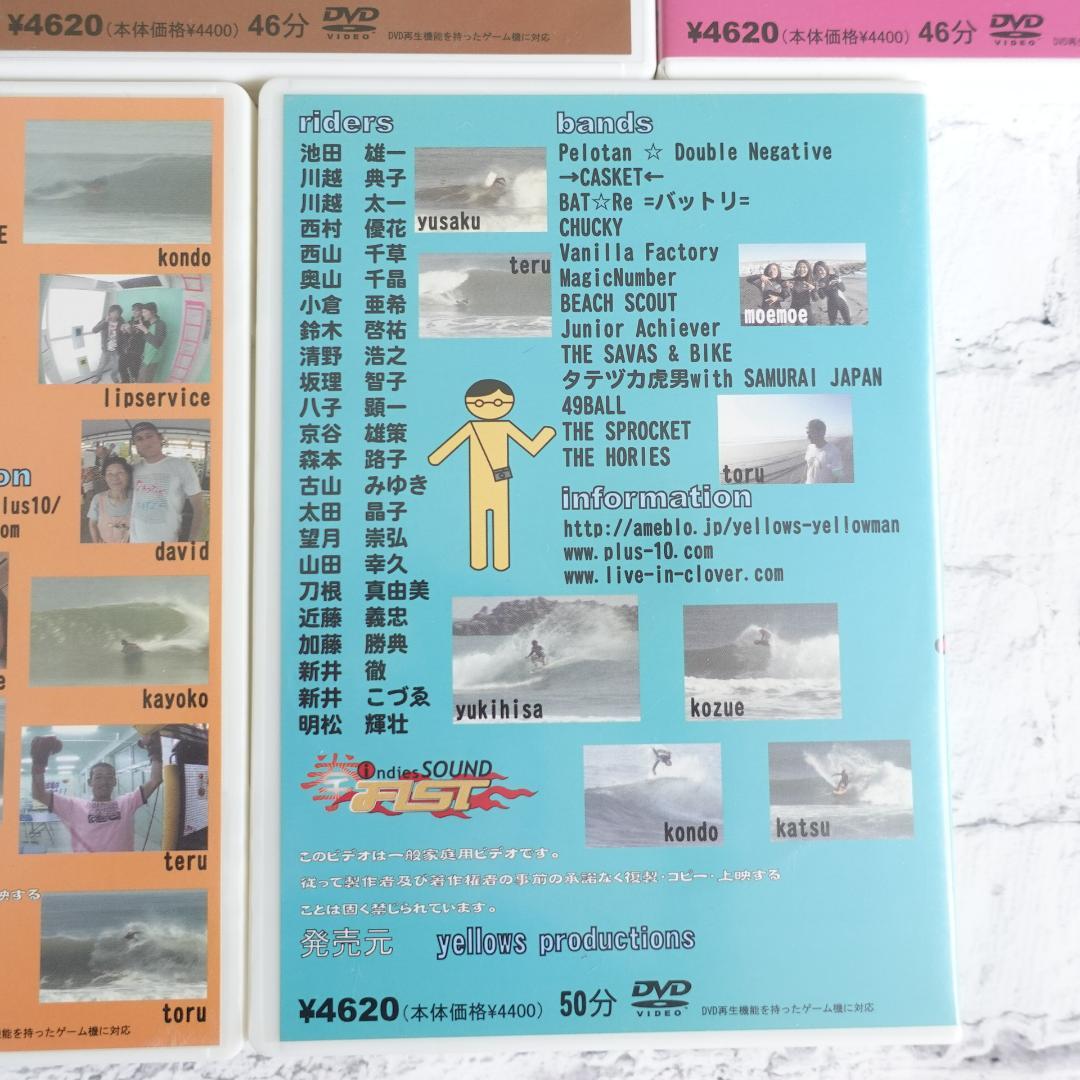 ¥4620(本体価格¥4400) 46分 DVD VIDEO DVD再生機能を持ったゲーム機に対応
¥4620(本体価格¥4400) 46分 DVD VIDEO
kondo
lipservice
plus10/
david
kayoko
teru
toru
riders
池田 雄一
川越 典子
川越 太一
西村 優花
西山 千草
奥山 千晶
小倉 亜希
鈴木 啓祐
清野 浩之
坂理 智子
八子 顕一
京谷 雄策
森本 路子
古山 みゆき
太田 晶子
望月 崇弘
山田 幸久
刀根 真由美
近藤 義忠
加藤 勝典
新井 徹
新井 こづゑ
明松 輝壮
yusaku
teru
bands
Pelotan ☆ Double Negative
→CASKET←
BAT☆Re =バットリ=
CHUCKY
Vanilla Factory
MagicNumber
BEACH SCOUT
Junior Achiever
THE SAVAS & BIKE
タテヅカ虎男with SAMURAI JAPAN
49BALL
THE SPROCKET
THE HORIES
moemoe
toru
information
http://ameblo.jp/yellows-yellowman
www.plus-10.com
www.live-in-clover.com
yukihisa
kozue
kondo
katsu
indies SOUND
このビデオは一般家庭用ビデオです。
従って製作者及び著作権者の事前の承諾なく複製・コピー・上映する
ことは固く禁じられています。
発売元 yellows productions
¥4620(本体価格¥4400) 50分 DVD VIDEO DVD再生機能を持ったゲーム機に対応